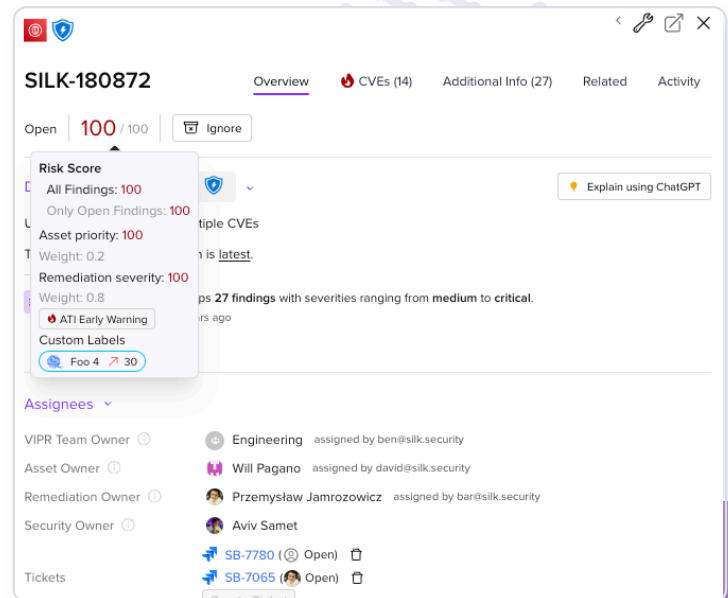 SILK-180872
Overview
CVEs (14)
Additional Info (27)
Related
Activity
Open
100 / 100
Ignore
Risk Score
All Findings: 100
Only Open Findings: 100
Asset priority: 100
Weight: 0.2
Remediation severity: 100
Weight: 0.8
ATI Early Warning
Custom Labels
Foo 4 ↗ 30
Explain using ChatGPT
tiple CVEs
is latest.
ps 27 findings with severities ranging from medium to critical.
rs ago
Assignees
VIPR Team Owner
Engineering assigned by ben@silk.security
Asset Owner
Will Pagano assigned by david@silk.security
Remediation Owner
Przemysław Jamrozowicz assigned by bar@silk.security
Security Owner
Aviv Samet
SB-7780 ( Open)
Tickets
SB-7065 ( Open)